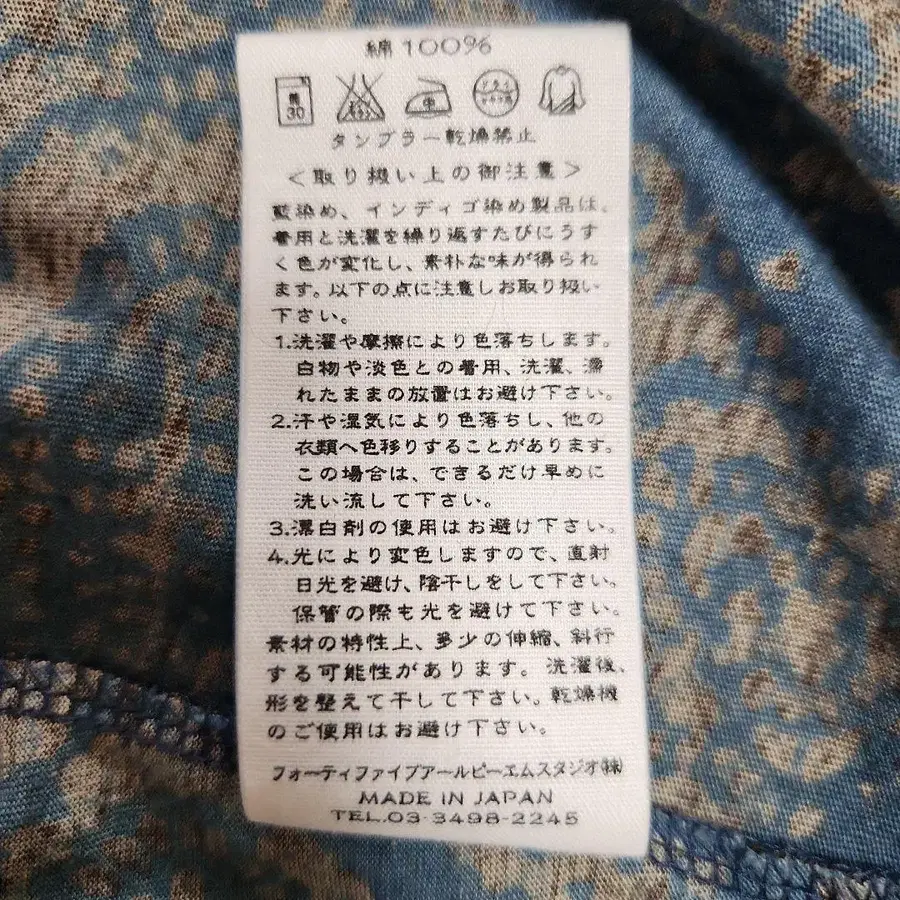 綿100%
弱
30
中
ドライ
セキユ系
タンブラー乾燥禁止
<取り扱い上の御注意>
藍染め、インディゴ染め製品は、
着用と洗濯を繰り返すたびにうす
く色が変化し、素朴な味が得られ
ます。以下の点に注意しお取り扱い
下さい。
1.洗濯や摩擦により色落ちします。
白物や淡色との着用、洗濯、濡
れたままの放置はお避け下さい。
2.汗や湿気により色落ちし、他の
衣類へ色移りすることがあります。
この場合は、できるだけ早めに
洗い流して下さい。
3.漂白剤の使用はお避け下さい。
4.光により変色しますので、直射
日光を避け、陰干しをして下さい。
保管の際も光を避けて下さい。
素材の特性上、多少の伸縮、斜行
する可能性があります。洗濯後、
形を整えて干して下さい。乾燥機
のご使用はお避け下さい。
フォーティファイブアールピーエムスタジオ㈱
MADE IN JAPAN
TEL.03-3498-2245